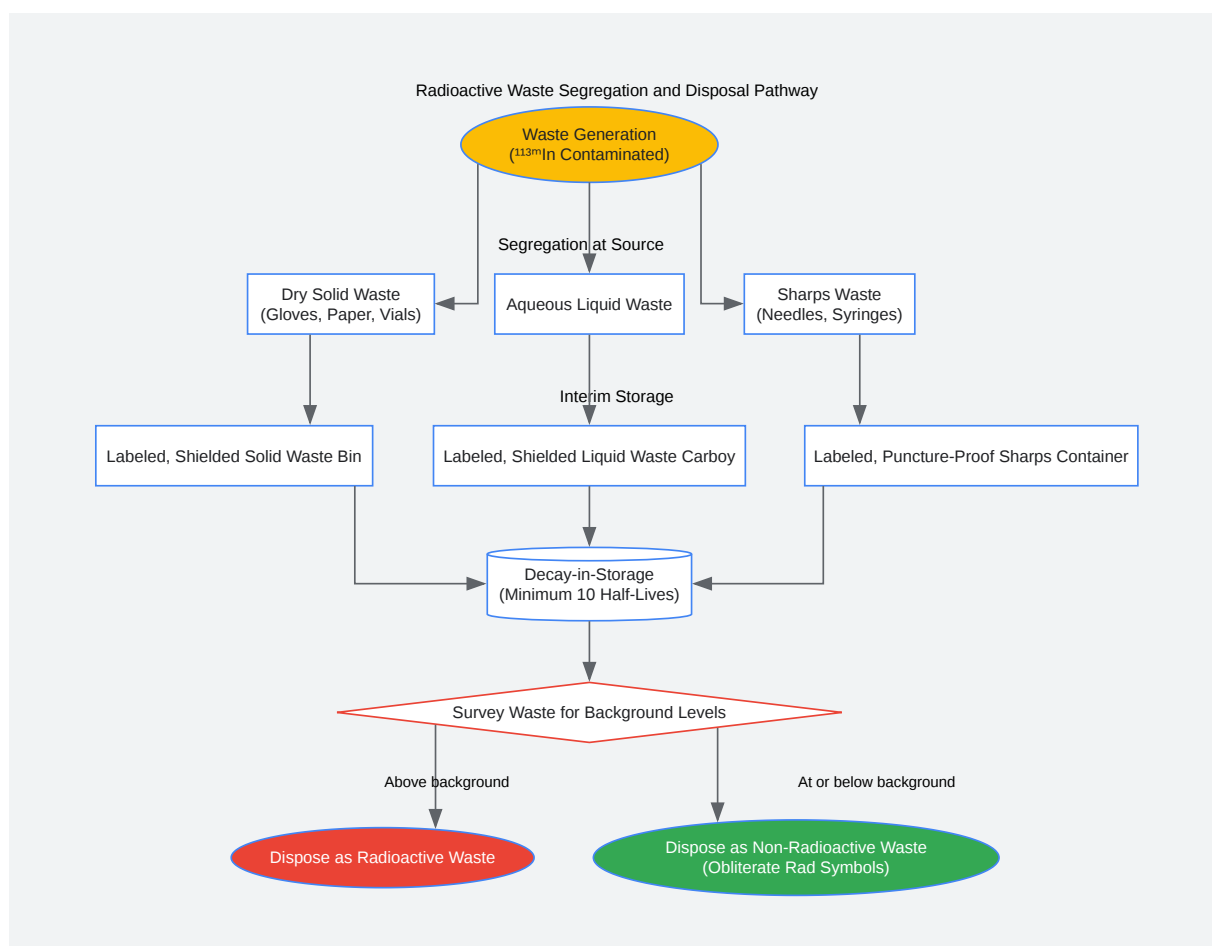 Radioactive Waste Segregation and Disposal Pathway
Waste Generation
(¹¹³ᵐIn Contaminated)
Segregation at Source
Dry Solid Waste
(Gloves, Paper, Vials)
Aqueous Liquid Waste
Sharps Waste
(Needles, Syringes)
Interim Storage
Labeled, Shielded Solid Waste Bin
Labeled, Shielded Liquid Waste Carboy
Labeled, Puncture-Proof Sharps Container
Decay-in-Storage
(Minimum 10 Half-Lives)
Survey Waste for Background Levels
Above background
At or below background
Dispose as Radioactive Waste
Dispose as Non-Radioactive Waste
(Obliterate Rad Symbols)